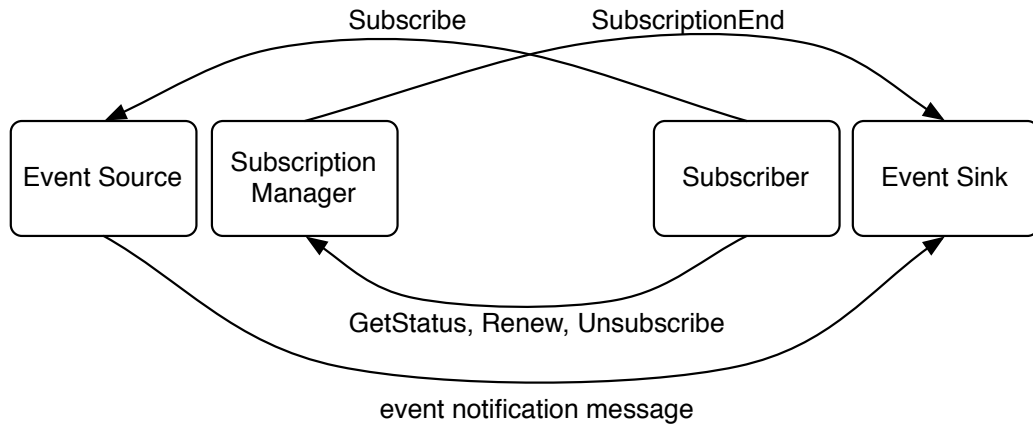 Subscribe
SubscriptionEnd
Event Source
Subscription
Manager
Subscriber
Event Sink
GetStatus, Renew, Unsubscribe
event notification message